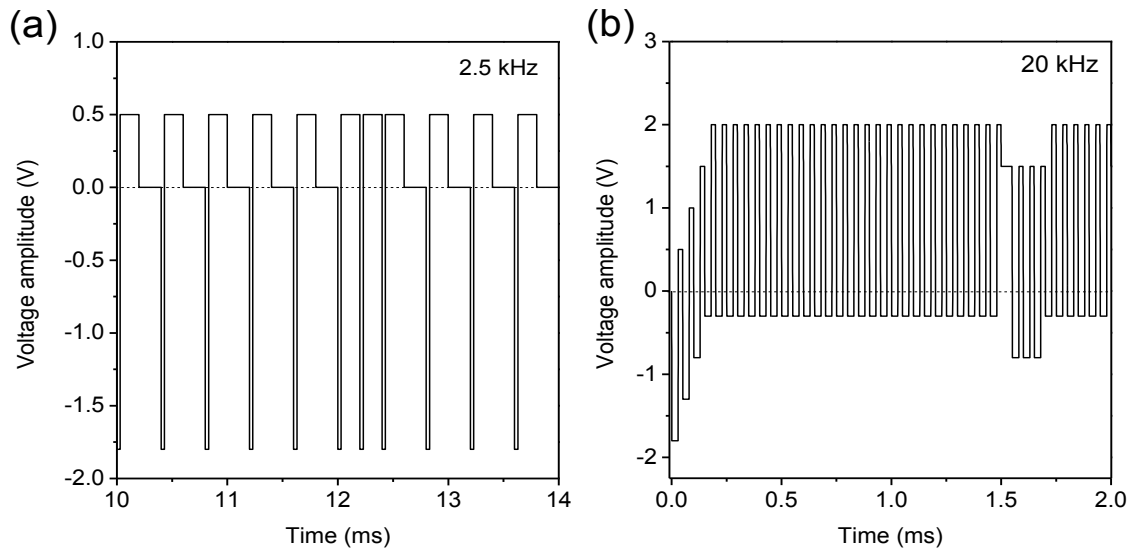 (a)
2.5 kHz
Voltage amplitude (V)
1.0
0.5
0.0
-0.5
-1.0
-1.5
-2.0
10 11 12 13 14
Time (ms)
(b)
20 kHz
Voltage amplitude (V)
3
2
1
0
-1
-2
0.0 0.5 1.0 1.5 2.0
Time (ms)